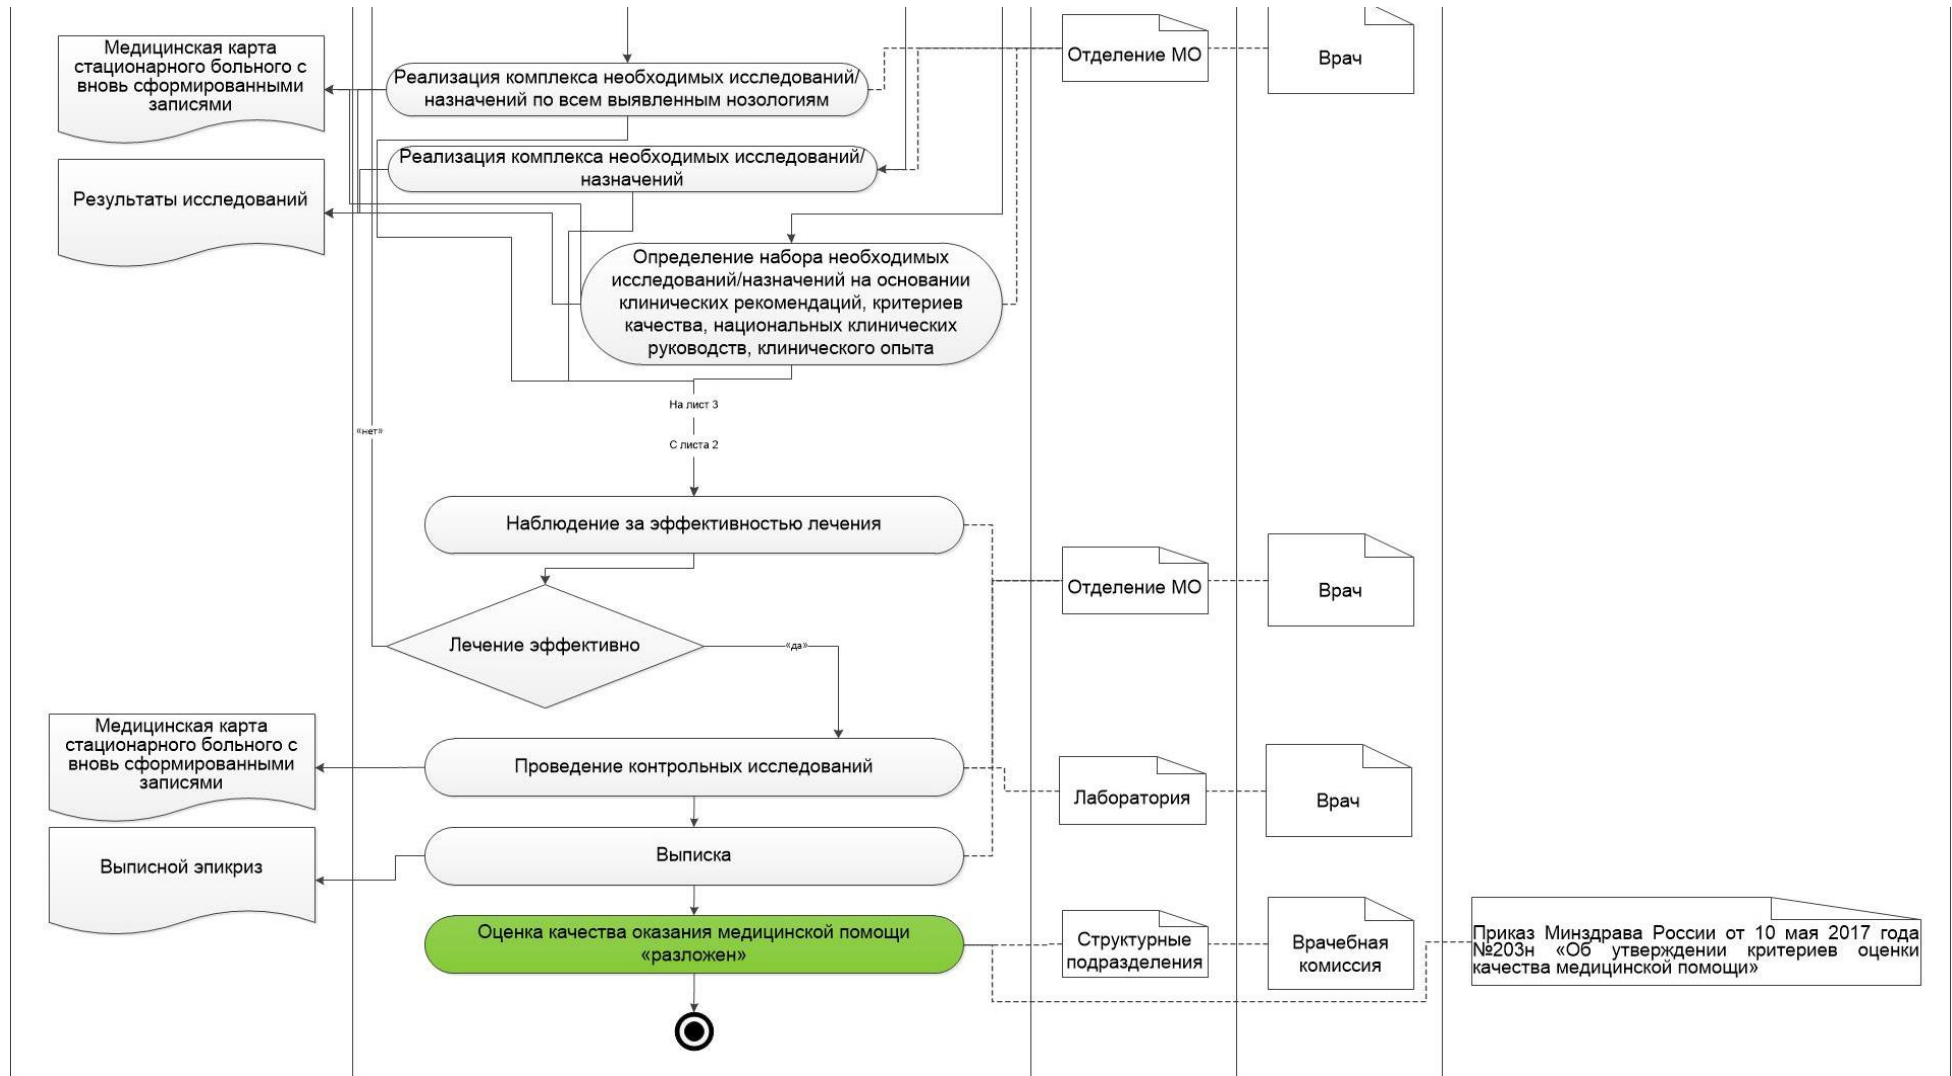 Медицинская карта
стационарного больного с
вновь сформированными
записями
Реализация комплекса необходимых исследований/
назначений по всем выявленным нозологиям
Отделение МО
Врач
Реализация комплекса необходимых исследований/
назначений
Результаты исследований
Определение набора необходимых
исследований/назначений на основании
клинических рекомендаций, критериев
качества, национальных клинических
руководств, клинического опыта
На лист 3
«нет»
С листа 2
Наблюдение за эффективностью лечения
Отделение МО
Врач
Лечение эффективно
«да»
Медицинская карта
стационарного больного с
вновь сформированными
записями
Проведение контрольных исследований
Лаборатория
Врач
Выписка
Выписной эпикриз
Оценка качества оказания медицинской помощи
«разложен»
Структурные
подразделения
Врачебная
комиссия
Приказ Минздрава России от 10 мая 2017 года
№203н «Об утверждении критериев оценки
качества медицинской помощи»